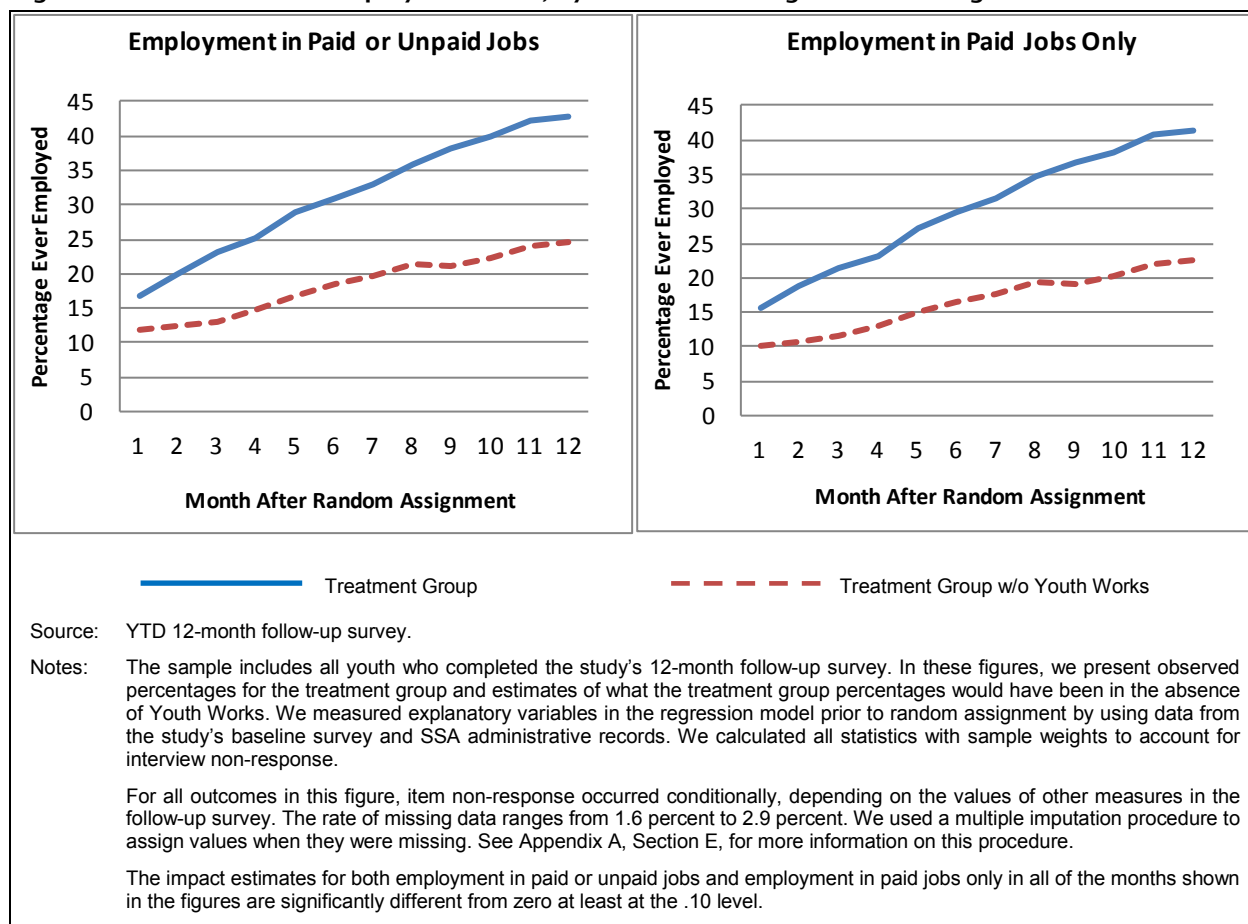 Employment in Paid or Unpaid Jobs
Percentage Ever Employed
45
40
35
30
25
20
15
10
5
0
1 2 3 4 5 6 7 8 9 10 11 12
Month After Random Assignment
Employment in Paid Jobs Only
Percentage Ever Employed
45
40
35
30
25
20
15
10
5
0
1 2 3 4 5 6 7 8 9 10 11 12
Month After Random Assignment
Treatment Group
Treatment Group w/o Youth Works
Source: YTD 12-month follow-up survey.
Notes: The sample includes all youth who completed the study's 12-month follow-up survey. In these figures, we present observed
percentages for the treatment group and estimates of what the treatment group percentages would have been in the absence
of Youth Works. We measured explanatory variables in the regression model prior to random assignment by using data from
the study's baseline survey and SSA administrative records. We calculated all statistics with sample weights to account for
interview non-response.
For all outcomes in this figure, item non-response occurred conditionally, depending on the values of other measures in the
follow-up survey. The rate of missing data ranges from 1.6 percent to 2.9 percent. We used a multiple imputation procedure to
assign values when they were missing. See Appendix A, Section E, for more information on this procedure.
The impact estimates for both employment in paid or unpaid jobs and employment in paid jobs only in all of the months shown
in the figures are significantly different from zero at least at the .10 level.